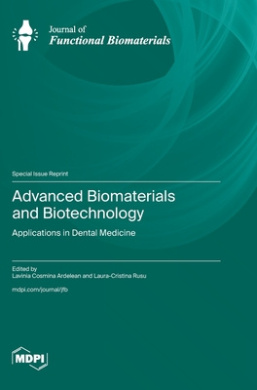 Journal of
Functional Biomaterials
Special Issue Reprint
Advanced Biomaterials
and Biotechnology
Applications in Dental Medicine
Edited by
Lavinia Cosmina Ardelean and Laura-Cristina Rusu
mdpi.com/journal/jfb
MDPI